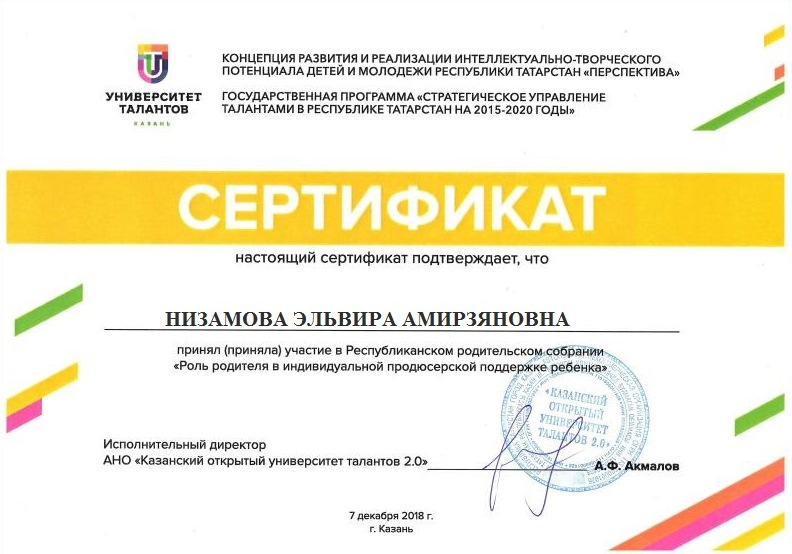 УНИВЕРСИТЕТ
ТАЛАНТОВ
КАЗАНЬ
КОНЦЕПЦИЯ РАЗВИТИЯ И РЕАЛИЗАЦИИ ИНТЕЛЛЕКТУАЛЬНО-ТВОРЧЕСКОГО
ПОТЕНЦИАЛА ДЕТЕЙ И МОЛОДЕЖИ РЕСПУБЛИКИ ТАТАРСТАН «ПЕРСПЕКТИВА»
ГОСУДАРСТВЕННАЯ ПРОГРАММА «СТРАТЕГИЧЕСКОЕ УПРАВЛЕНИЕ
ТАЛАНТАМИ В РЕСПУБЛИКЕ ТАТАРСТАН НА 2015-2020 ГОДЫ»
СЕРТИФИКАТ
настоящий сертификат подтверждает, что
НИЗАМОВА ЭЛЬВИРА АМИРЗЯНОВНА
принял (приняла) участие в Республиканском родительском собрании
«Роль родителя в индивидуальной продюсерской поддержке ребенка»
«КАЗАНСКИЙ
ОТКРЫТЫЙ
УНИВЕРСИТЕТ
ТАЛАНТОВ 2.0»
Исполнительный директор
АНО «Казанский открытый университет талантов 2.0» А.Ф. Акмалов
7 декабря 2018 г.
г. Казань